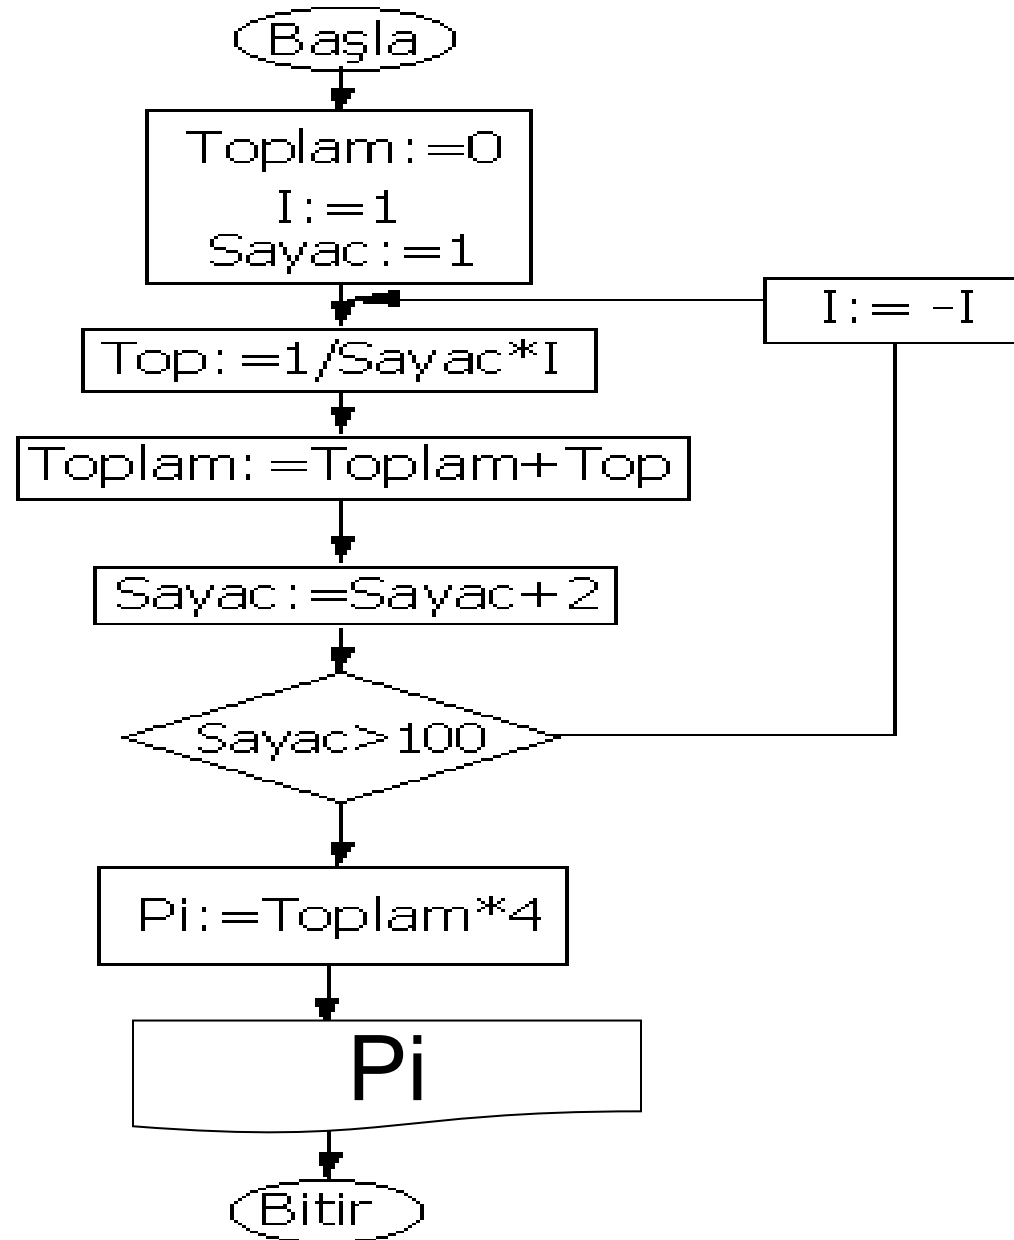 Başla
Toplam:=0
I:=1
Sayac:=1
I:= -I
Top:=1/Sayac*I
Toplam:=Toplam+Top
Sayac:=Sayac+2
Sayac>100
Pi:=Toplam*4
Pi
Bitir